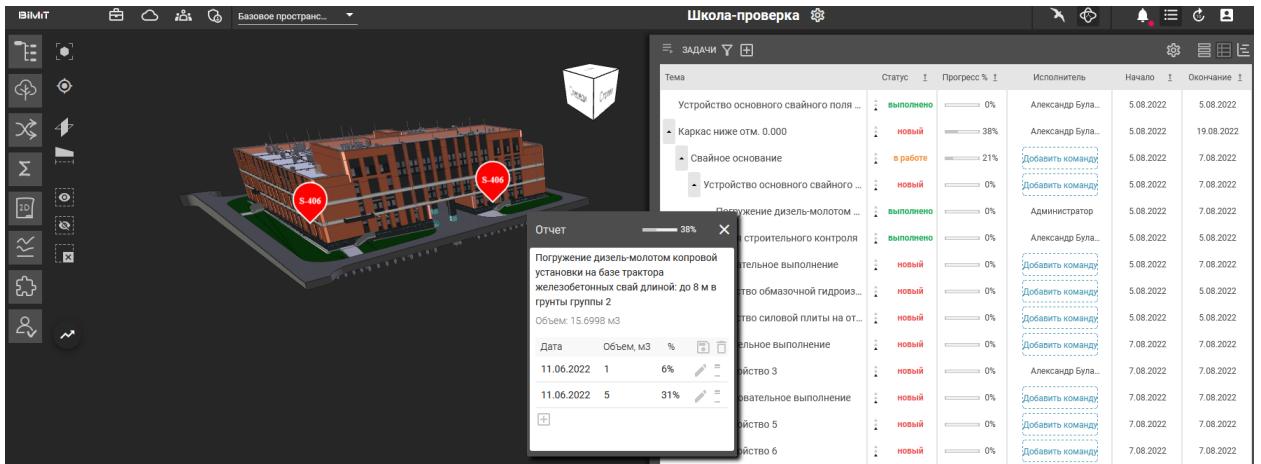 BIMIT
Базовое пространс...
Школа-проверка
ЗАДАЧИ
Тема Статус Прогресс % Исполнитель Начало Окончание
Устройство основного свайного поля ... выполнено 0% Александр Була... 5.08.2022 5.08.2022
Каркас ниже отм. 0.000 новый 38% Александр Була... 5.08.2022 19.08.2022
Свайное основание в работе 21% Добавить команду 5.08.2022 7.08.2022
Устройство основного свайного ... новый 0% Добавить команду 5.08.2022 7.08.2022
Погружение дизель-молотом ... выполнено 0% Администратор 5.08.2022 7.08.2022
строительного контроля выполнено 0% Александр Була... 5.08.2022 7.08.2022
ательное выполнение новый 0% Добавить команду 5.08.2022 7.08.2022
тво обмазочной гидроиз... новый 0% Добавить команду 5.08.2022 5.08.2022
тво силовой плиты на от... новый 0% Добавить команду 5.08.2022 5.08.2022
ельное выполнение новый 0% Добавить команду 7.08.2022 7.08.2022
ойство 3 новый 0% Александр Була... 7.08.2022 7.08.2022
овательное выполнение новый 0% Добавить команду 7.08.2022 7.08.2022
ойство 5 новый 0% Добавить команду 7.08.2022 7.08.2022
ойство 6 новый 0% Добавить команду 7.08.2022 7.08.2022
S-406
S-406
Отчет 38%
Погружение дизель-молотом копровой
установки на базе трактора
железобетонных свай длиной: до 8 м в
грунты группы 2
Объем: 15.6998 м3
Дата Объем, м3 %
11.06.2022 1 6%
11.06.2022 5 31%